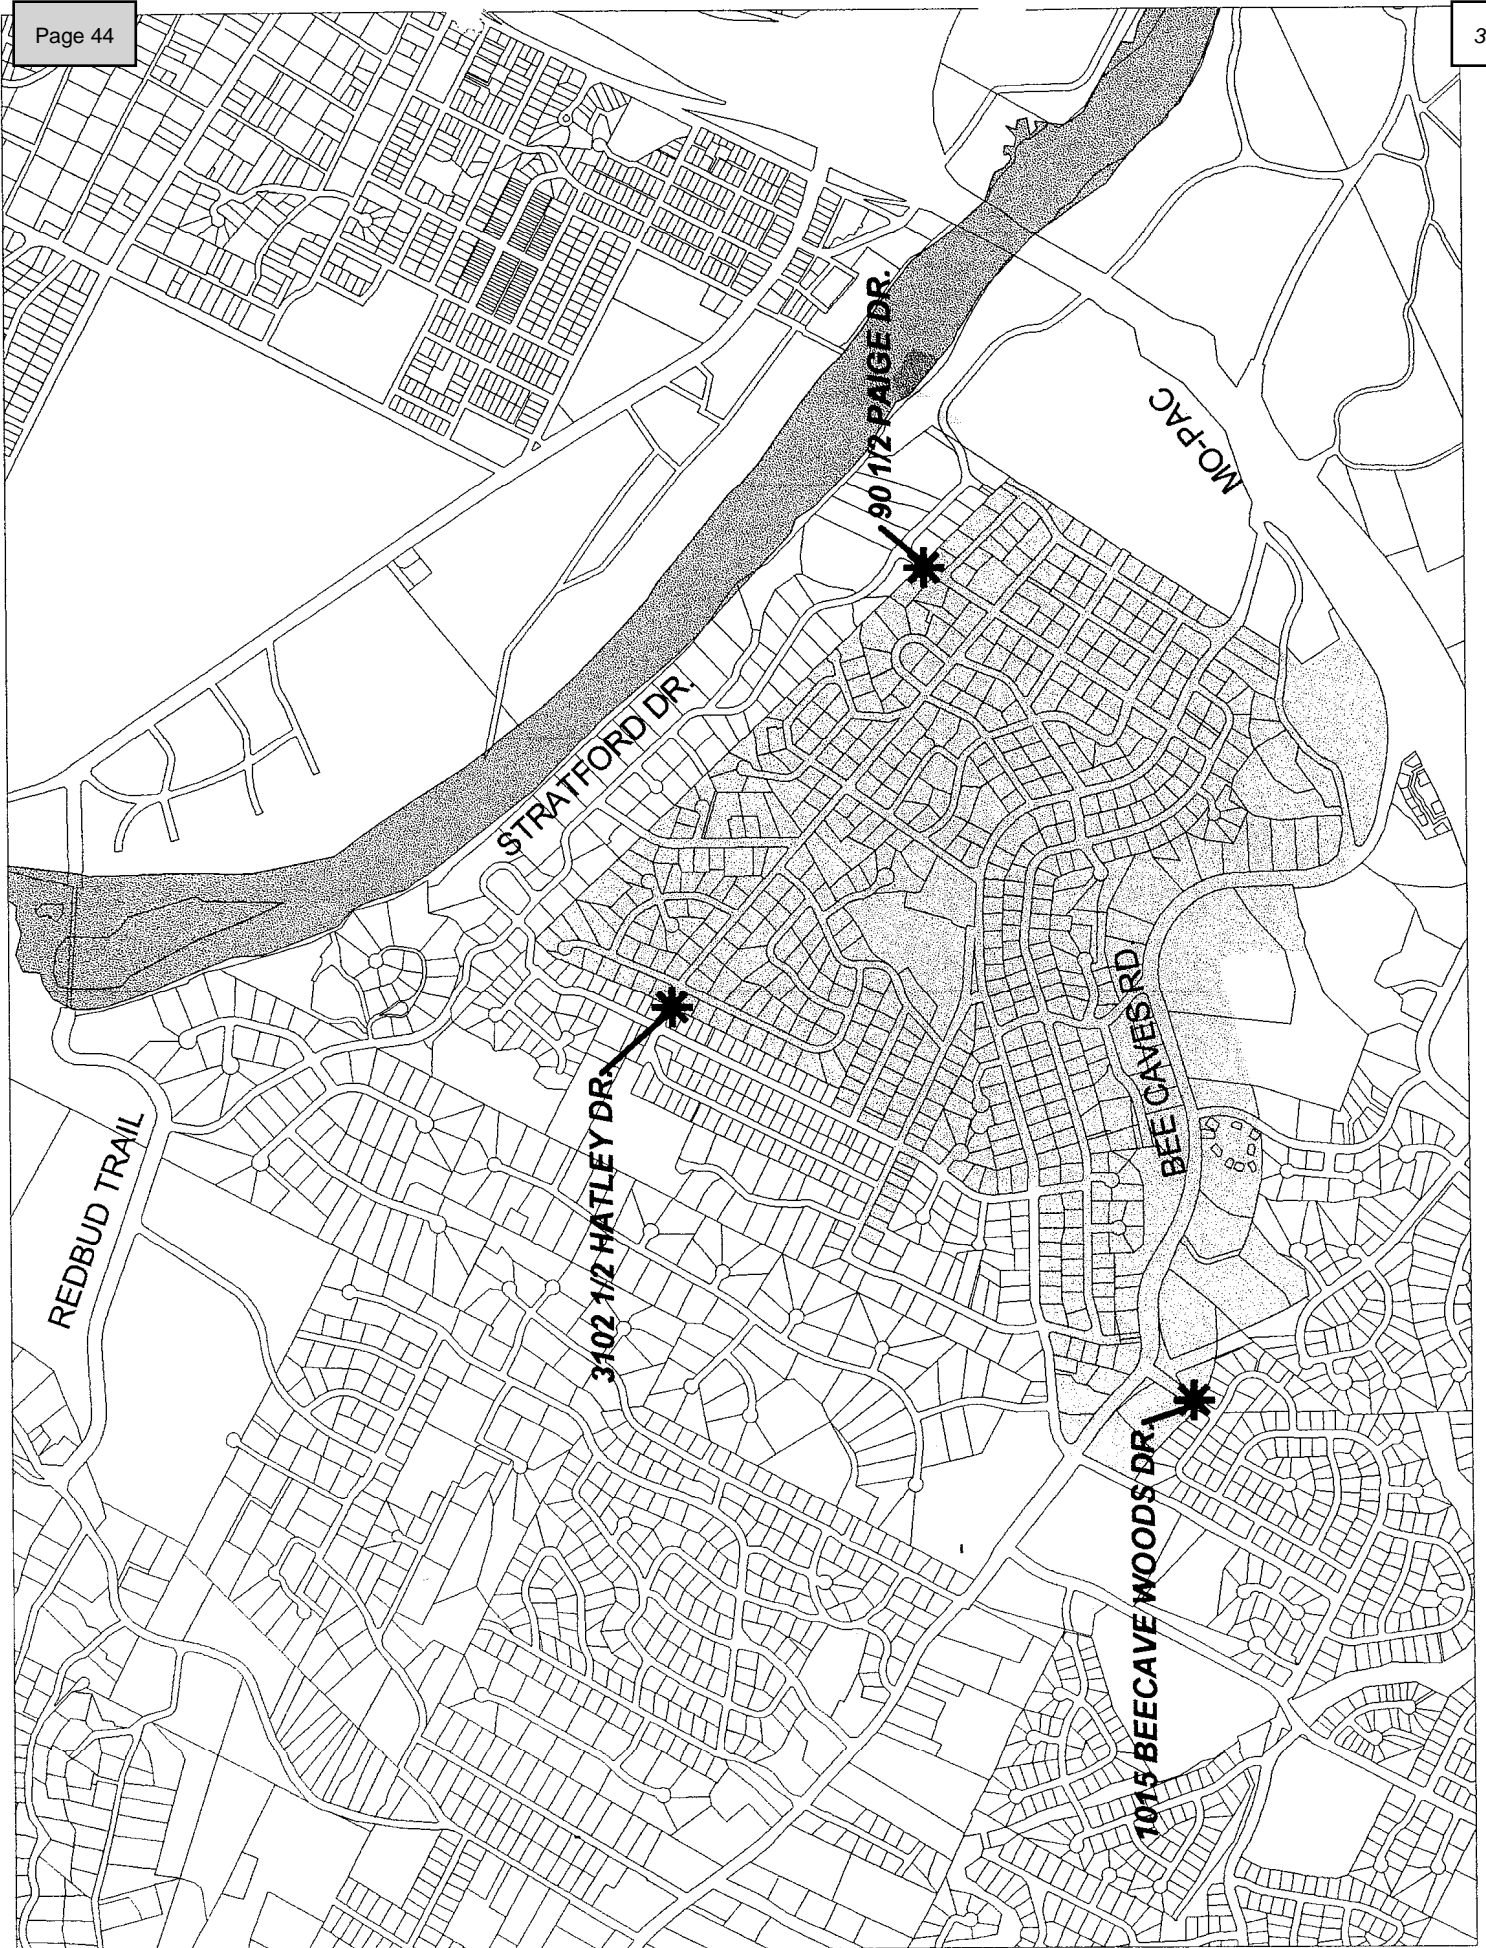 Page 44
3
90 1/2 PAIGE DR.
MO-PAC
STRATFORD DR.
BEE CAVES RD
REDBUD TRAIL
3102 1/2 HATLEY DR.
1015 BEECAVE WOODS DR.